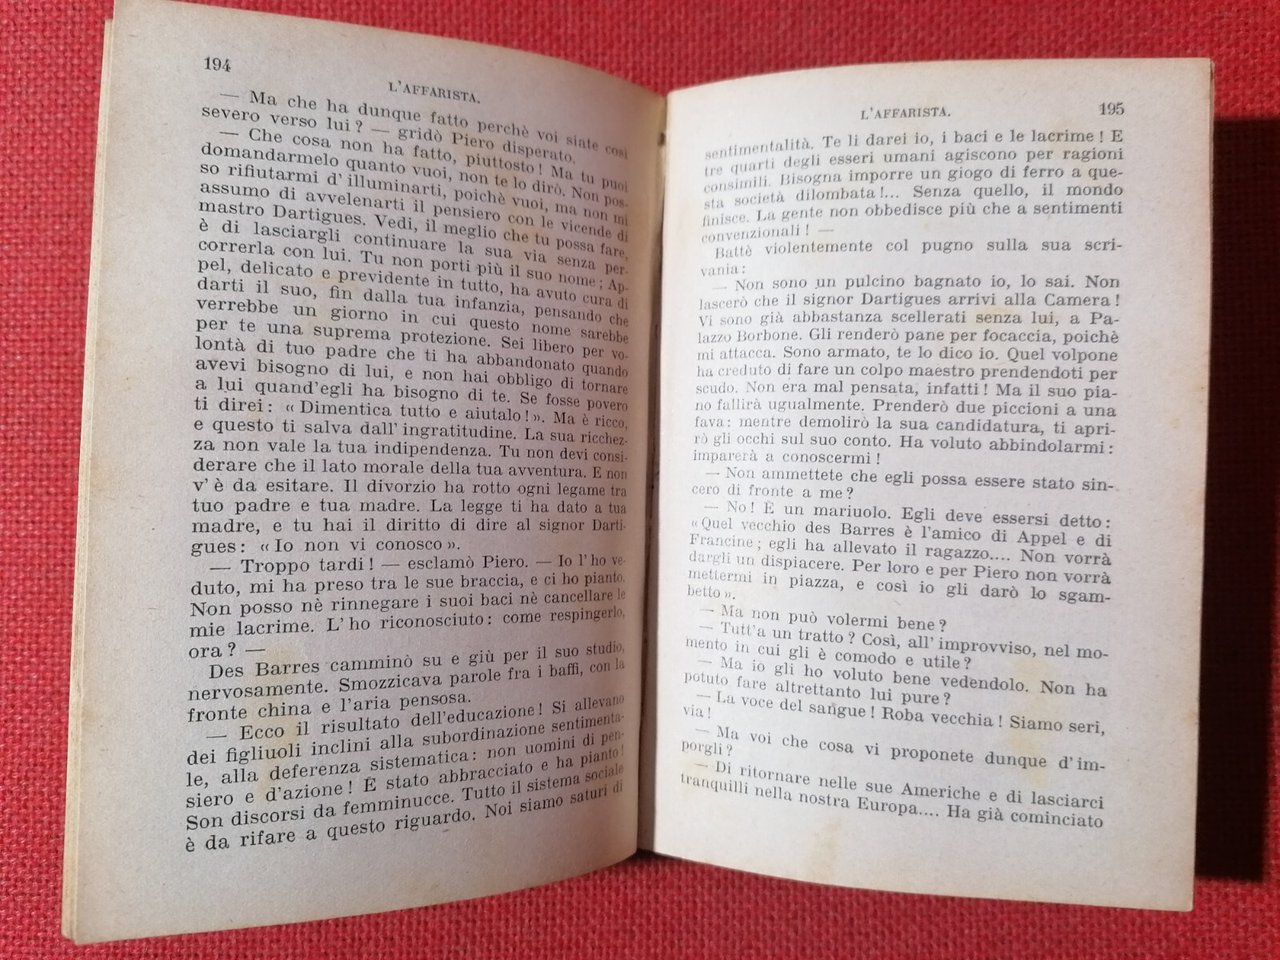 194
L'AFFARISTA.
— Ma che ha dunque fatto perchè voi siate così
severo verso lui? — gridò Piero disperato.
— Che cosa non ha fatto, piuttosto! Ma tu puoi
domandarmelo quanto vuoi, non te lo dirò. Non pos-
so rifiutarmi d'illuminarti, poichè vuoi, ma non mi
assumo di avvelenarti il pensiero con le vicende di
mastro Dartigues. Vedi, il meglio che tu possa fare,
è di lasciargli continuare la sua via senza per-
correrla con lui. Tu non porti più il suo nome; Ap-
pel, delicato e previdente in tutto, ha avuto cura di
darti il suo, fin dalla tua infanzia, pensando che
verrebbe un giorno in cui questo nome sarebbe
per te una suprema protezione. Sei libero per vo-
lontà di tuo padre che ti ha abbandonato quando
avevi bisogno di lui, e non hai obbligo di tornare
a lui quand'egli ha bisogno di te. Se fosse povero
ti direi: « Dimentica tutto e aiutalo!». Ma è ricco,
e questo ti salva dall'ingratitudine. La sua ricchez-
za non vale la tua indipendenza. Tu non devi consi-
derare che il lato morale della tua avventura. E non
v'è da esitare. Il divorzio ha rotto ogni legame tra
tuo padre e tua madre. La legge ti ha dato a tua
madre, e tu hai il diritto di dire al signor Darti-
gues: « Io non vi conosco».
— Troppo tardi! — esclamò Piero. — Io l'ho ve-
duto, mi ha preso tra le sue braccia, e ci ho pianto.
Non posso nè rinnegare i suoi baci nè cancellare le
mie lacrime. L'ho riconosciuto: come respingerlo,
ora? —
Des Barres camminò su e giù per il suo studio,
nervosamente. Smozzicava parole fra i baffi, con la
fronte china e l'aria pensosa.
— Ecco il risultato dell'educazione! Si allevano
dei figliuoli inclini alla subordinazione sentimenta-
le, alla deferenza sistematica: non uomini di pen-
siero e d'azione! È stato abbracciato e ha pianto!
Son discorsi da femminucce. Tutto il sistema sociale
è da rifare a questo riguardo. Noi siamo saturi di
L'AFFARISTA.
195
sentimentalità. Te li darei io, i baci e le lacrime! E
tre quarti degli esseri umani agiscono per ragioni
consimili. Bisogna imporre un giogo di ferro a que-
sta società dilombata!... Senza quello, il mondo
finisce. La gente non obbedisce più che a sentimenti
convenzionali! —
Battè violentemente col pugno sulla sua scri-
vania:
— Non sono un pulcino bagnato io, lo sai. Non
lascerò che il signor Dartigues arrivi alla Camera!
Vi sono già abbastanza scellerati senza lui, a Pa-
lazzo Borbone. Gli renderò pane per focaccia, poichè
mi attacca. Sono armato, te lo dico io. Quel volpone
ha creduto di fare un colpo maestro prendendoti per
scudo. Non era mal pensata, infatti! Ma il suo pia-
no fallirà ugualmente. Prenderò due piccioni a una
fava: mentre demolirò la sua candidatura, ti apri-
rò gli occhi sul suo conto. Ha voluto abbindolarmi:
imparerà a conoscermi!
— Non ammettete che egli possa essere stato sin-
cero di fronte a me?
— No! È un mariuolo. Egli deve essersi detto:
« Quel vecchio des Barres è l'amico di Appel e di
Francine; egli ha allevato il ragazzo.... Non vorrà
dargli un dispiacere. Per loro e per Piero non vorrà
mettermi in piazza, e così io gli darò lo sgam-
betto».
— Ma non può volermi bene?
— Tutt'a un tratto? Così, all'improvviso, nel mo-
mento in cui gli è comodo e utile?
— Ma io gli ho voluto bene vedendolo. Non ha
potuto fare altrettanto lui pure?
— La voce del sangue! Roba vecchia! Siamo seri,
via!
— Ma voi che cosa vi proponete dunque d'im-
porgli?
— Di ritornare nelle sue Americhe e di lasciarci
tranquilli nella nostra Europa.... Ha già cominciato